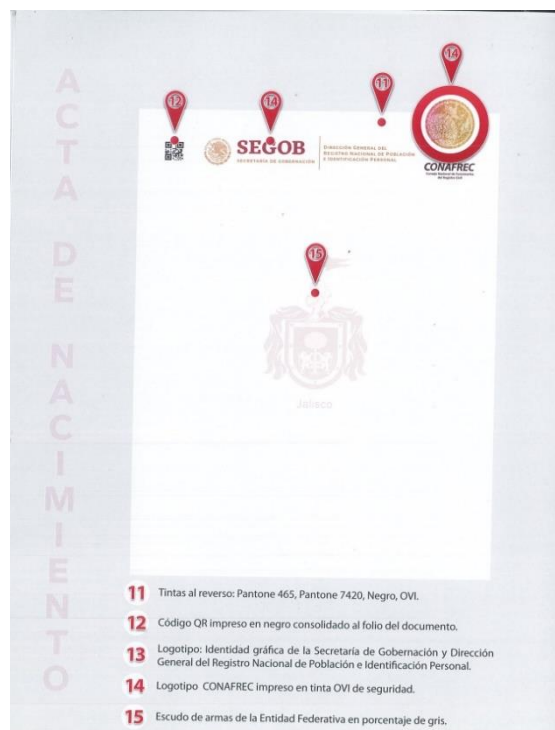 ACTA DE NACIMIENTO
14
11
12
14
SEGOB
SECRETARÍA DE GOBERNACIÓN
DIRECCIÓN GENERAL DEL
REGISTRO NACIONAL DE POBLACIÓN
E IDENTIFICACIÓN PERSONAL
CONAFREC
15
Jalisco
11 Tintas al reverso: Pantone 465, Pantone 7420, Negro, OVI.
12 Código QR impreso en negro consolidado al folio del documento.
13 Logotipo: Identidad gráfica de la Secretaría de Gobernación y Dirección
General del Registro Nacional de Población e Identificación Personal.
14 Logotipo CONAFREC impreso en tinta OVI de seguridad.
15 Escudo de armas de la Entidad Federativa en porcentaje de gris.